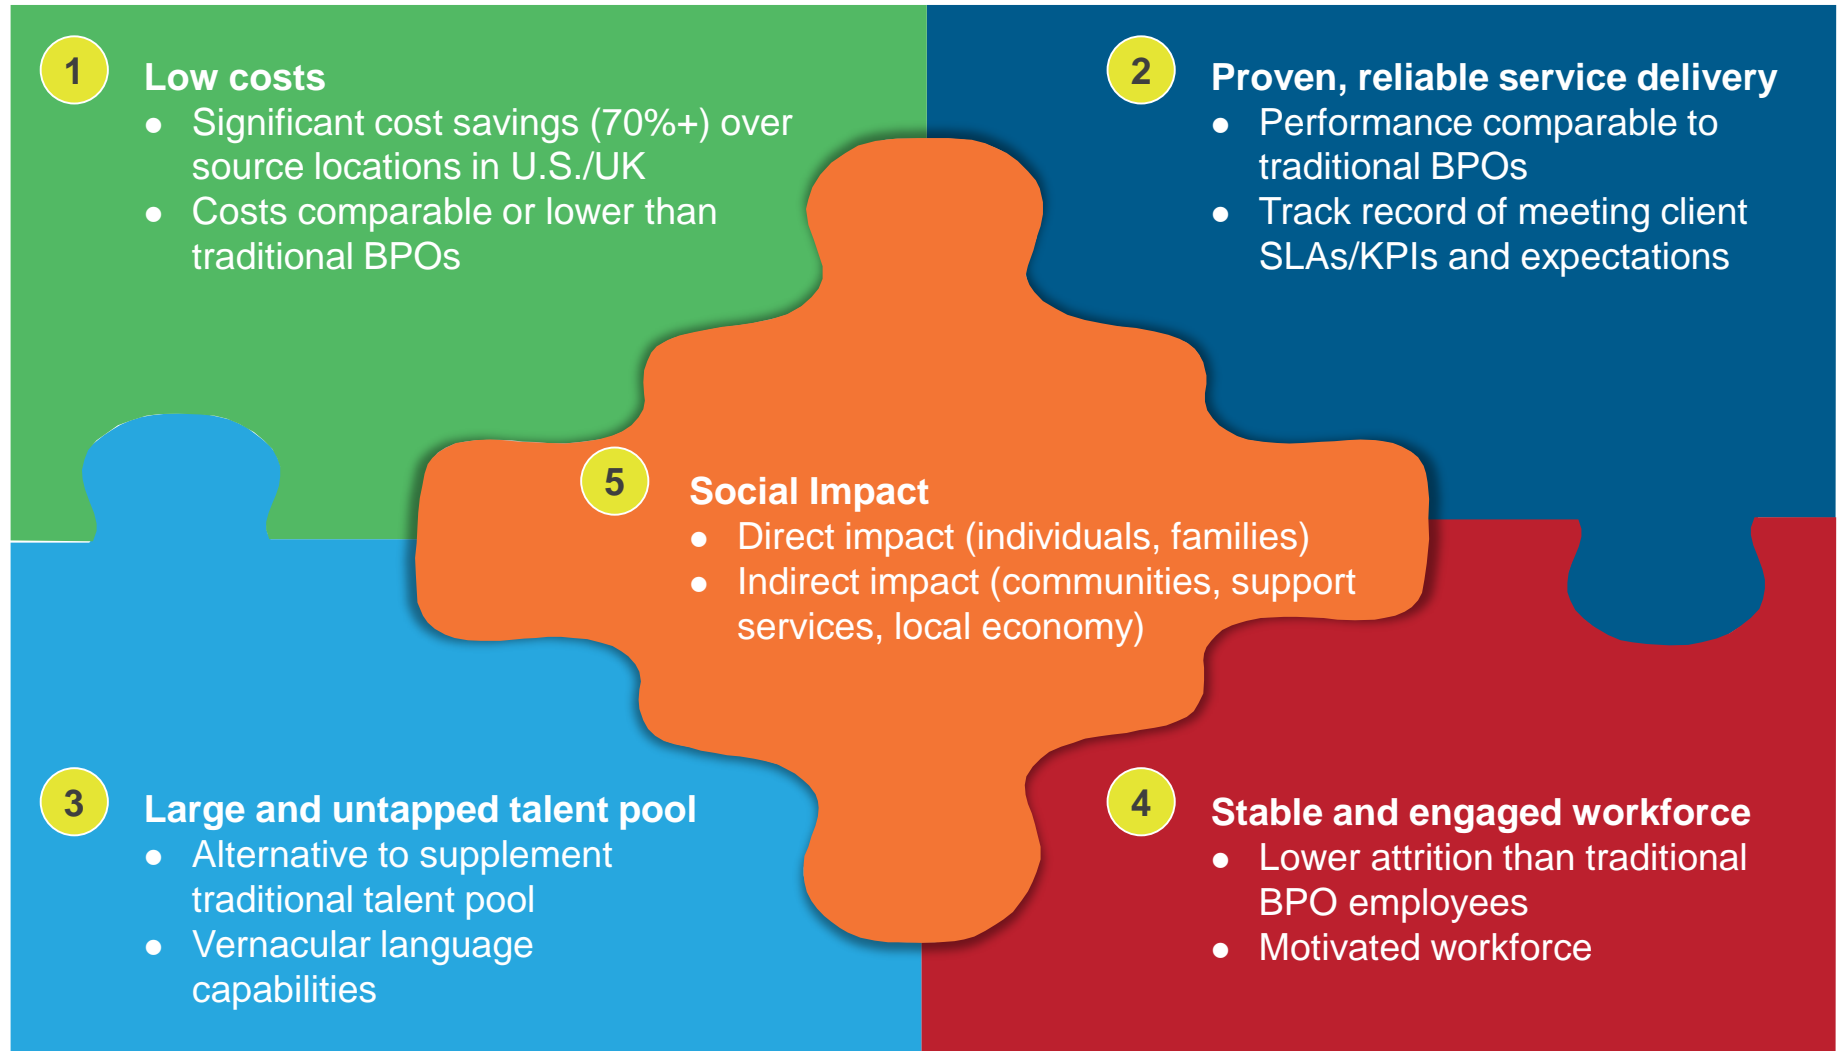 1
Low costs
● Significant cost savings (70%+) over
source locations in U.S./UK
● Costs comparable or lower than
traditional BPOs
2
Proven, reliable service delivery
● Performance comparable to
traditional BPOs
● Track record of meeting client
SLAs/KPIs and expectations
5
Social Impact
● Direct impact (individuals, families)
● Indirect impact (communities, support
services, local economy)
3
Large and untapped talent pool
● Alternative to supplement
traditional talent pool
● Vernacular language
capabilities
4
Stable and engaged workforce
● Lower attrition than traditional
BPO employees
● Motivated workforce